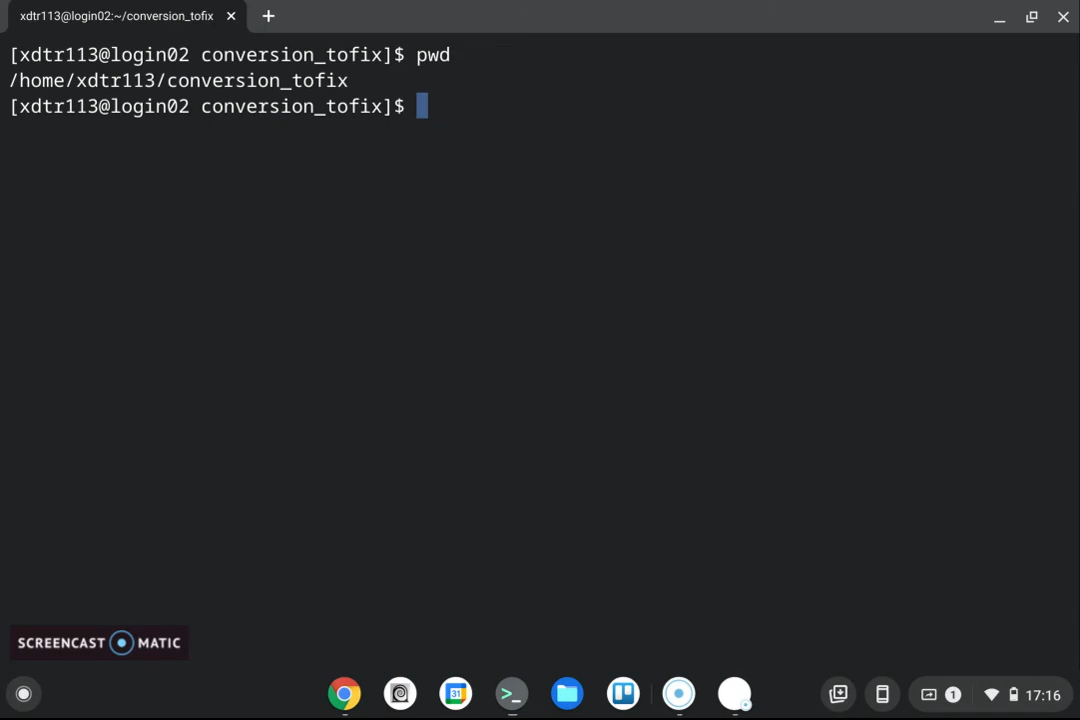 xdtr113@login02:~/conversion_tofix
[xdtr113@login02 conversion_tofix]$ pwd
/home/xdtr113/conversion_tofix
[xdtr113@login02 conversion_tofix]$
SCREENCAST MATIC
31
>_
1
17:16